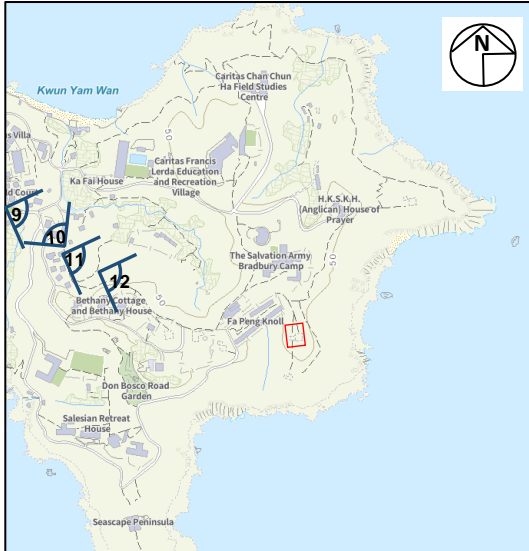 N
Kwun Yam Wan
Caritas Chan Chun
Ha Field Studies
Centre
us Villa
50
Caritas Francis
Lerda Education
and Recreation
Village
Ka Fai House
d Court
9
10
11
12
H.K.S.K.H.
(Anglican) House of
Prayer
50
The Salvation Army
Bradbury Camp
Bethany Cottage
and Bethany House
50
Fa Peng Knoll
Don Bosco Road
Garden
Salesian Retreat
House
Seascape Peninsula